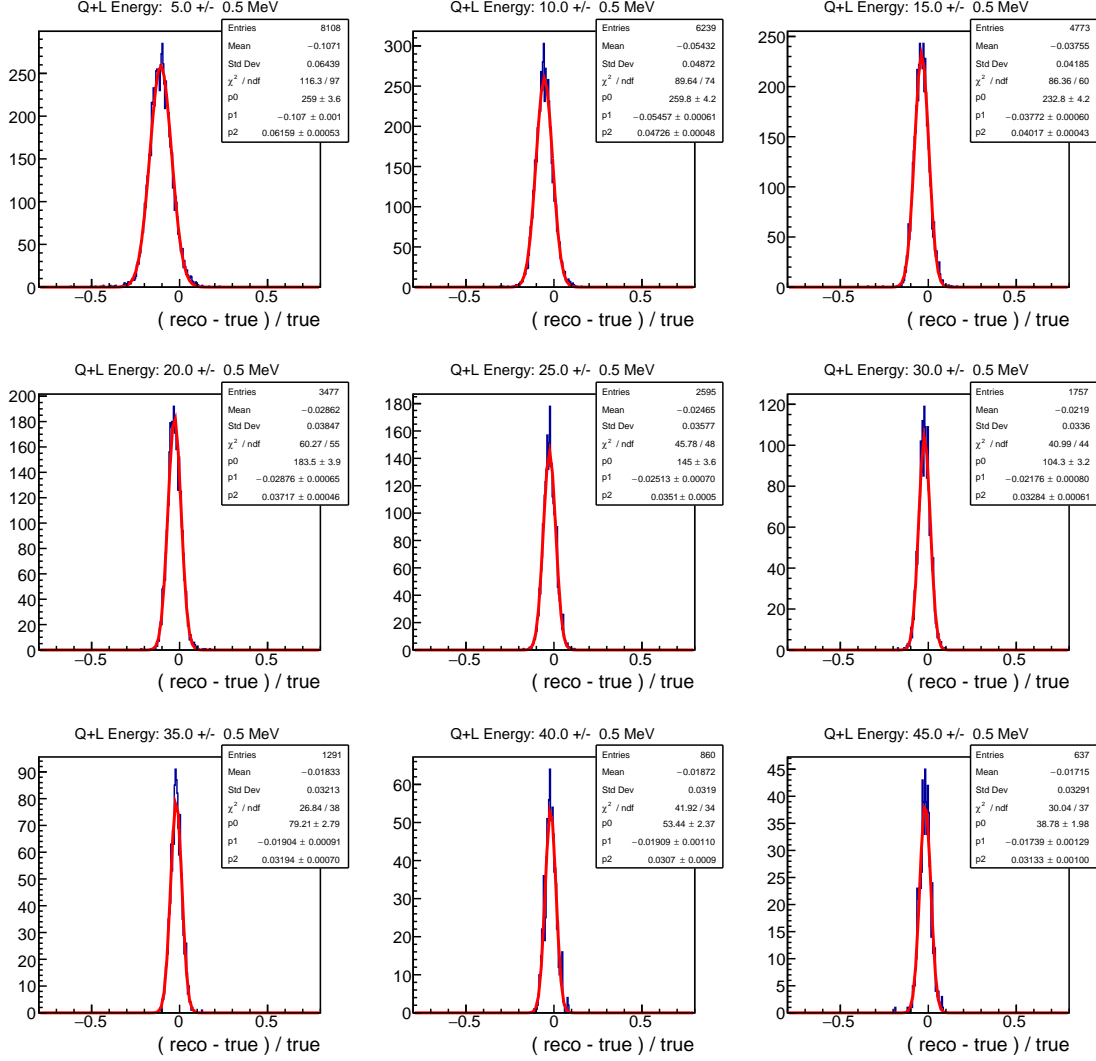 Q+L Energy: 5.0 +/- 0.5 MeV
Entries 8108
Mean −0.1071
Std Dev 0.06439
χ² / ndf 116.3 / 97
p0 259 ± 3.6
p1 −0.107 ± 0.001
p2 0.06159 ± 0.00053
250
200
150
100
50
0
−0.5 0 0.5
( reco - true ) / true
Q+L Energy: 10.0 +/- 0.5 MeV
Entries 6239
Mean −0.05432
Std Dev 0.04872
χ² / ndf 89.64 / 74
p0 259.8 ± 4.2
p1 −0.05457 ± 0.00061
p2 0.04726 ± 0.00048
300
250
200
150
100
50
0
−0.5 0 0.5
( reco - true ) / true
Q+L Energy: 15.0 +/- 0.5 MeV
Entries 4773
Mean −0.03755
Std Dev 0.04185
χ² / ndf 86.36 / 60
p0 232.8 ± 4.2
p1 −0.03772 ± 0.00060
p2 0.04017 ± 0.00043
250
200
150
100
50
0
−0.5 0 0.5
( reco - true ) / true
Q+L Energy: 20.0 +/- 0.5 MeV
Entries 3477
Mean −0.02862
Std Dev 0.03847
χ² / ndf 60.27 / 55
p0 183.5 ± 3.9
p1 −0.02876 ± 0.00065
p2 0.03717 ± 0.00046
200
180
160
140
120
100
80
60
40
20
0
−0.5 0 0.5
( reco - true ) / true
Q+L Energy: 25.0 +/- 0.5 MeV
Entries 2595
Mean −0.02465
Std Dev 0.03577
χ² / ndf 45.78 / 48
p0 145 ± 3.6
p1 −0.02513 ± 0.00070
p2 0.0351 ± 0.0005
180
160
140
120
100
80
60
40
20
0
−0.5 0 0.5
( reco - true ) / true
Q+L Energy: 30.0 +/- 0.5 MeV
Entries 1757
Mean −0.0219
Std Dev 0.0336
χ² / ndf 40.99 / 44
p0 104.3 ± 3.2
p1 −0.02176 ± 0.00080
p2 0.03284 ± 0.00061
120
100
80
60
40
20
0
−0.5 0 0.5
( reco - true ) / true
Q+L Energy: 35.0 +/- 0.5 MeV
Entries 1291
Mean −0.01833
Std Dev 0.03213
χ² / ndf 26.84 / 38
p0 79.21 ± 2.79
p1 −0.01904 ± 0.00091
p2 0.03194 ± 0.00070
90
80
70
60
50
40
30
20
10
0
−0.5 0 0.5
( reco - true ) / true
Q+L Energy: 40.0 +/- 0.5 MeV
Entries 860
Mean −0.01872
Std Dev 0.0319
χ² / ndf 41.92 / 34
p0 53.44 ± 2.37
p1 −0.01909 ± 0.00110
p2 0.0307 ± 0.0009
60
50
40
30
20
10
0
−0.5 0 0.5
( reco - true ) / true
Q+L Energy: 45.0 +/- 0.5 MeV
Entries 637
Mean −0.01715
Std Dev 0.03291
χ² / ndf 30.04 / 37
p0 38.78 ± 1.98
p1 −0.01739 ± 0.00129
p2 0.03133 ± 0.00100
45
40
35
30
25
20
15
10
5
0
−0.5 0 0.5
( reco - true ) / true